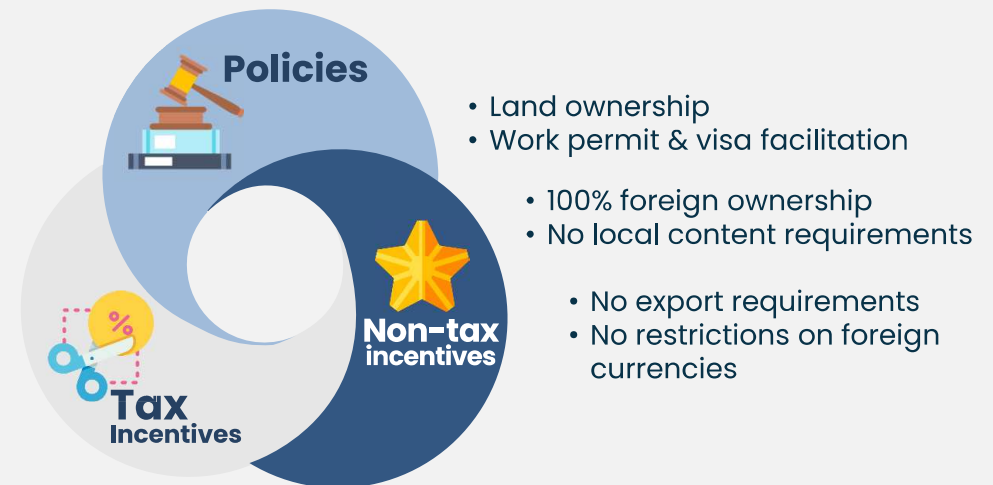 Policies
• Land ownership
• Work permit & visa facilitation
• 100% foreign ownership
• No local content requirements
• No export requirements
• No restrictions on foreign
currencies
Non-tax
incentives
%
Tax
Incentives